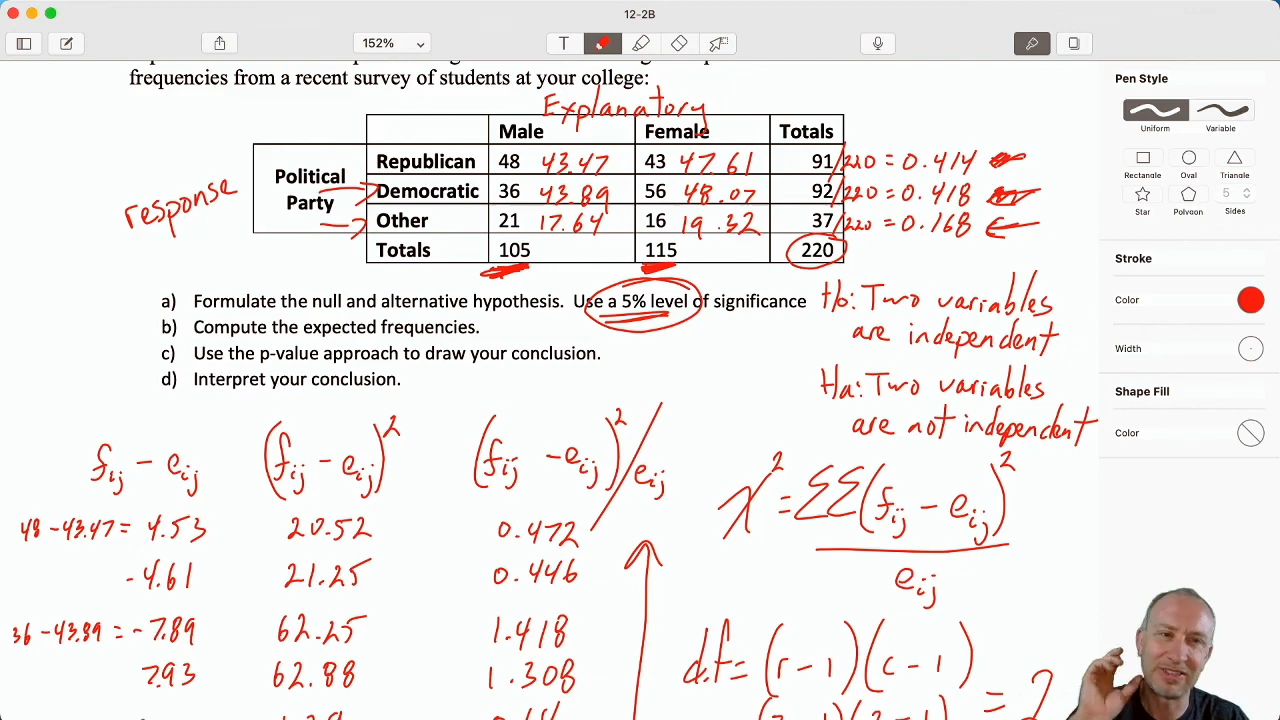 12-2B
152%
T
Pen Style
Uniform
Variable
Rectangle
Oval
Triangle
Star
Polygon
5
Sides
Stroke
Color
Width
Shape Fill
Color
frequencies from a recent survey of students at your college:
Explanatory
Male Female Totals
response
Political Party
Republican 48 43.47 43 47.61 91/220 = 0.414
Democratic 36 43.89 56 48.07 92/220 = 0.418
Other 21 17.64 16 19.32 37/220 = 0.168
Totals 105 115 220
a) Formulate the null and alternative hypothesis. Use a 5% level of significance
b) Compute the expected frequencies.
c) Use the p-value approach to draw your conclusion.
d) Interpret your conclusion.
Ho: Two variables
are independent
Ha: Two variables
are not independent
fij - eij (fij - eij)² (fij - eij)²/eij
48 - 43.47 = 4.53 20.52 0.472
-4.61 21.25 0.446
36 - 43.89 = -7.89 62.25 1.418
7.93 62.88 1.308
χ² = ΣΣ(fij - eij)²
eij
d.f = (r - 1)(c - 1)
= 2